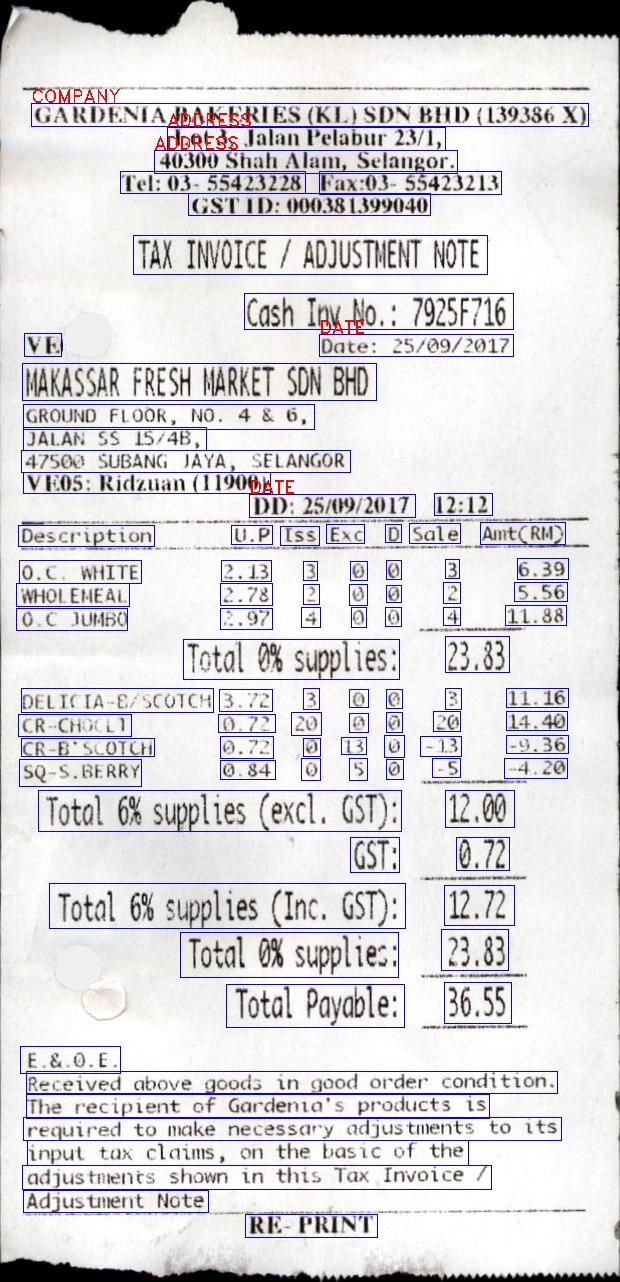 COMPANY
GARDENIA BAKERIES (KL) SDN BHD (139386 X)
ADDRESS
Lot 3, Jalan Pelabur 23/1,
ADDRESS
40300 Shah Alam, Selangor.
Tel: 03- 55423228 Fax:03- 55423213
GST ID: 000381399040
TAX INVOICE / ADJUSTMENT NOTE
Cash Inv No.: 7925F716
DATE
VE Date: 25/09/2017
MAKASSAR FRESH MARKET SDN BHD
GROUND FLOOR, NO. 4 & 6,
JALAN SS 15/4B,
47500 SUBANG JAYA, SELANGOR
VE05: Ridzuan (11900)
DATE
DD: 25/09/2017 12:12
Description U.P Iss Exc D Sale Amt(RM)
O.C. WHITE 2.13 3 0 0 3 6.39
WHOLEMEAL 2.78 2 0 0 2 5.56
O.C JUMBO 2.97 4 0 0 4 11.88
Total 0% supplies: 23.83
DELICIA-B/SCOTCH 3.72 3 0 0 3 11.16
CR-CHOCLT 0.72 20 0 0 20 14.40
CR-B'SCOTCH 0.72 0 13 0 -13 -9.36
SQ-S.BERRY 0.84 0 5 0 -5 -4.20
Total 6% supplies (excl. GST): 12.00
GST: 0.72
Total 6% supplies (Inc. GST): 12.72
Total 0% supplies: 23.83
Total Payable: 36.55
E.&.O.E.
Received above goods in good order condition.
The recipient of Gardenia's products is
required to make necessary adjustments to its
input tax claims, on the basic of the
adjustments shown in this Tax Invoice /
Adjustment Note
RE- PRINT